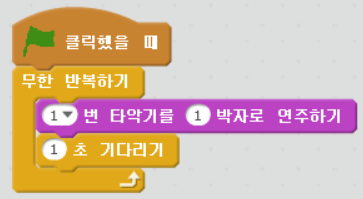 클릭했을 때
무한 반복하기
1 번 타악기를 1 박자로 연주하기
1 초 기다리기